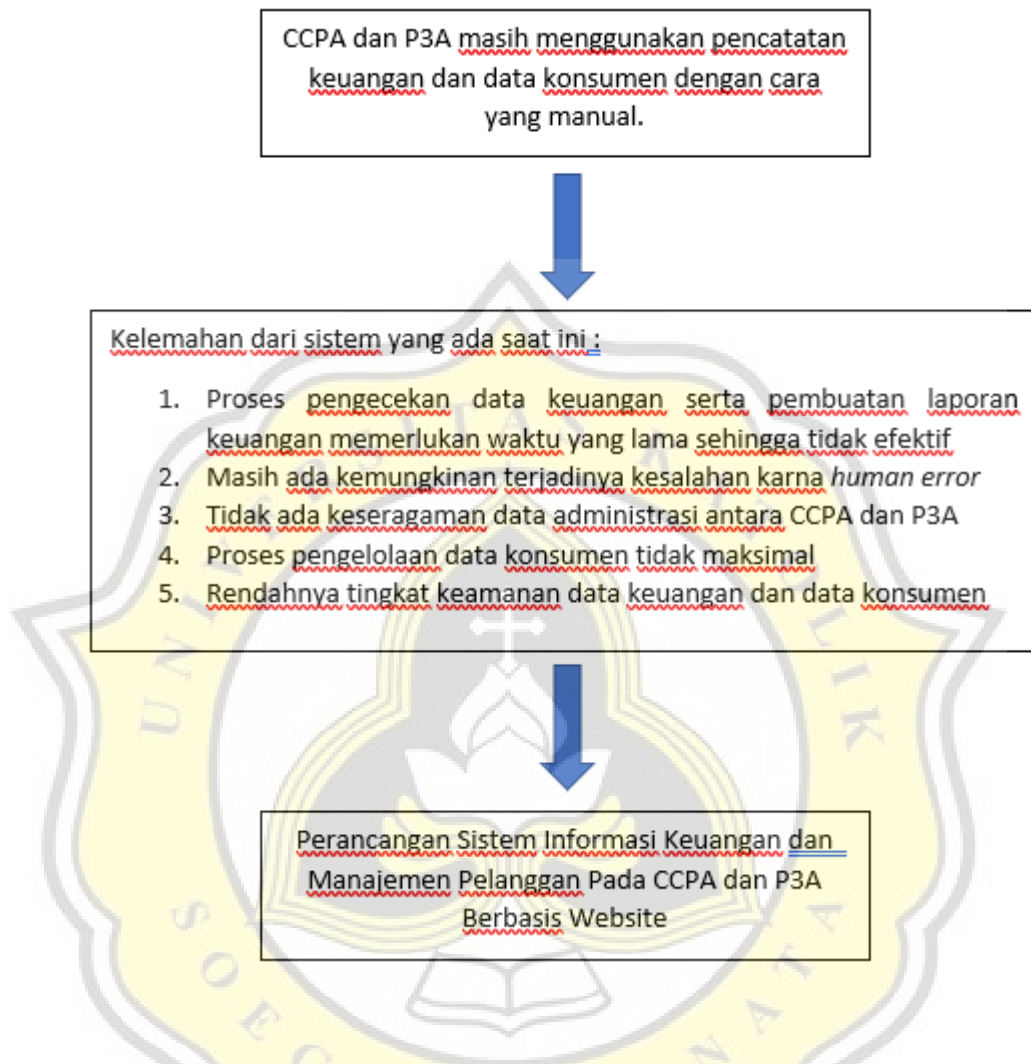 CCPA dan P3A masih menggunakan pencatatan
keuangan dan data konsumen dengan cara
yang manual.
Kelemahan dari sistem yang ada saat ini :
1. Proses pengecekan data keuangan serta pembuatan laporan
keuangan memerlukan waktu yang lama sehingga tidak efektif
2. Masih ada kemungkinan terjadinya kesalahan karna human error
3. Tidak ada keseragaman data administrasi antara CCPA dan P3A
4. Proses pengelolaan data konsumen tidak maksimal
5. Rendahnya tingkat keamanan data keuangan dan data konsumen
Perancangan Sistem Informasi Keuangan dan
Manajemen Pelanggan Pada CCPA dan P3A
Berbasis Website